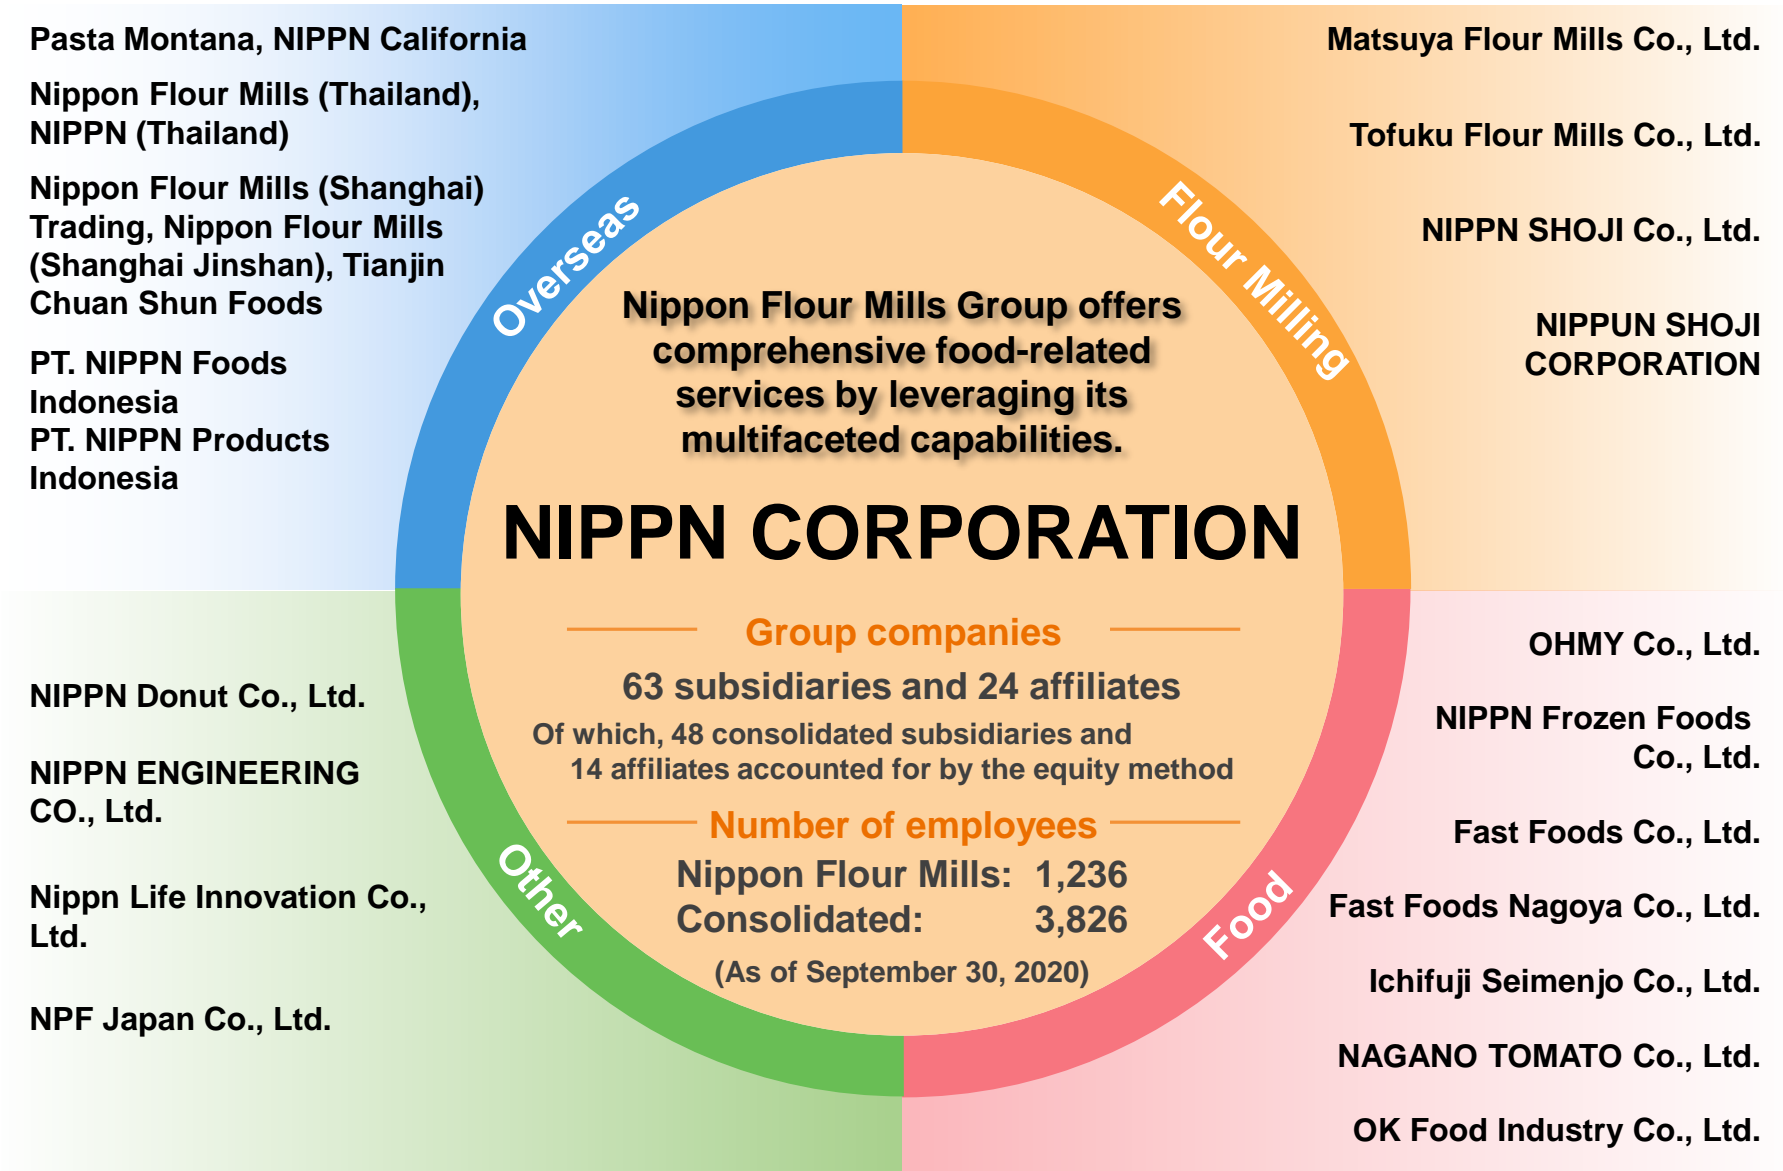 Pasta Montana, NIPPN California
Nippon Flour Mills (Thailand),
NIPPN (Thailand)
Nippon Flour Mills (Shanghai)
Trading, Nippon Flour Mills
(Shanghai Jinshan), Tianjin
Chuan Shun Foods
PT. NIPPN Foods
Indonesia
PT. NIPPN Products
Indonesia
Overseas
Matsuya Flour Mills Co., Ltd.
Tofuku Flour Mills Co., Ltd.
NIPPN SHOJI Co., Ltd.
NIPPUN SHOJI
CORPORATION
Flour Milling
Nippon Flour Mills Group offers
comprehensive food-related
services by leveraging its
multifaceted capabilities.
NIPPN CORPORATION
Group companies
63 subsidiaries and 24 affiliates
Of which, 48 consolidated subsidiaries and
14 affiliates accounted for by the equity method
Number of employees
Nippon Flour Mills: 1,236
Consolidated: 3,826
(As of September 30, 2020)
NIPPN Donut Co., Ltd.
NIPPN ENGINEERING
CO., Ltd.
Nippn Life Innovation Co.,
Ltd.
NPF Japan Co., Ltd.
Other
Food
OHMY Co., Ltd.
NIPPN Frozen Foods
Co., Ltd.
Fast Foods Co., Ltd.
Fast Foods Nagoya Co., Ltd.
Ichifuji Seimenjo Co., Ltd.
NAGANO TOMATO Co., Ltd.
OK Food Industry Co., Ltd.